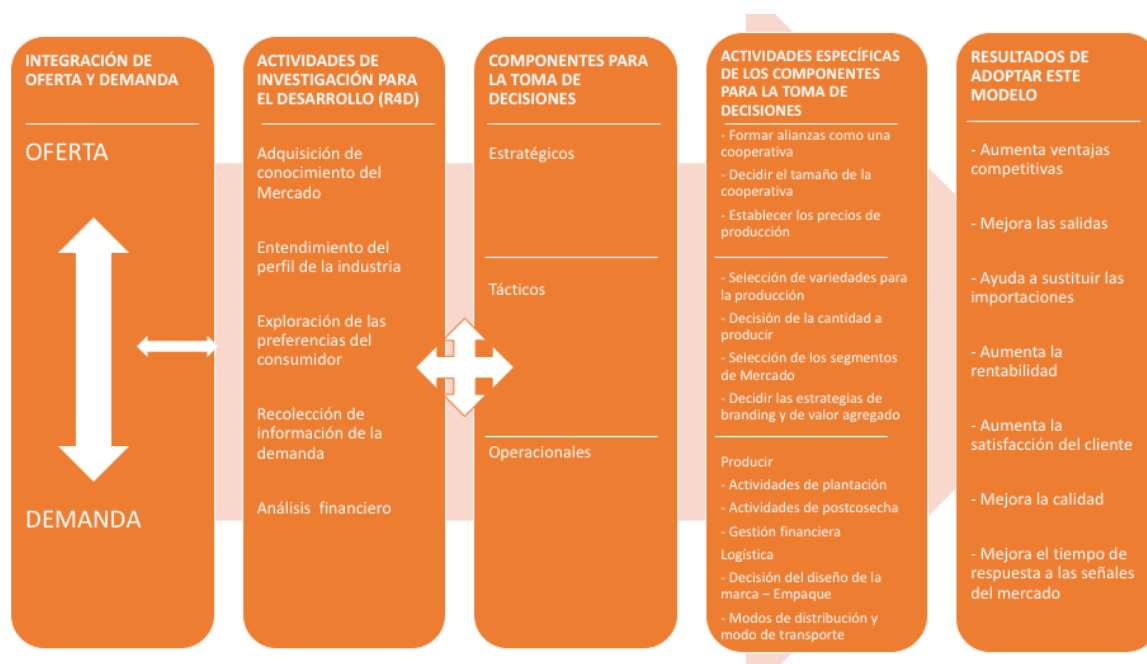 INTEGRACIÓN DE
OFERTA Y DEMANDA
OFERTA
DEMANDA
ACTIVIDADES DE
INVESTIGACIÓN PARA
EL DESARROLLO (R4D)
Adquisición de
conocimiento del
Mercado
Entendimiento del
perfil de la industria
Exploración de las
preferencias del
consumidor
Recolección de
información de la
demanda
Análisis financiero
COMPONENTES PARA
LA TOMA DE
DECISIONES
Estratégicos
Tácticos
Operacionales
ACTIVIDADES ESPECÍFICAS
DE LOS COMPONENTES
PARA LA TOMA DE
DECISIONES
- Formar alianzas como una
cooperativa
- Decidir el tamaño de la
cooperativa
- Establecer los precios de
producción
- Selección de variedades para
la producción
- Decisión de la cantidad a
producir
- Selección de los segmentos
de Mercado
- Decidir las estrategias de
branding y de valor agregado
Producir
- Actividades de plantación
- Actividades de postcosecha
- Gestión financiera
Logística
- Decisión del diseño de la
marca – Empaque
- Modos de distribución y
modo de transporte
RESULTADOS DE
ADOPTAR ESTE
MODELO
- Aumenta ventajas
competitivas
- Mejora las salidas
- Ayuda a sustituir las
importaciones
- Aumenta la
rentabilidad
- Aumenta la
satisfacción del cliente
- Mejora la calidad
- Mejora el tiempo de
respuesta a las señales
del mercado